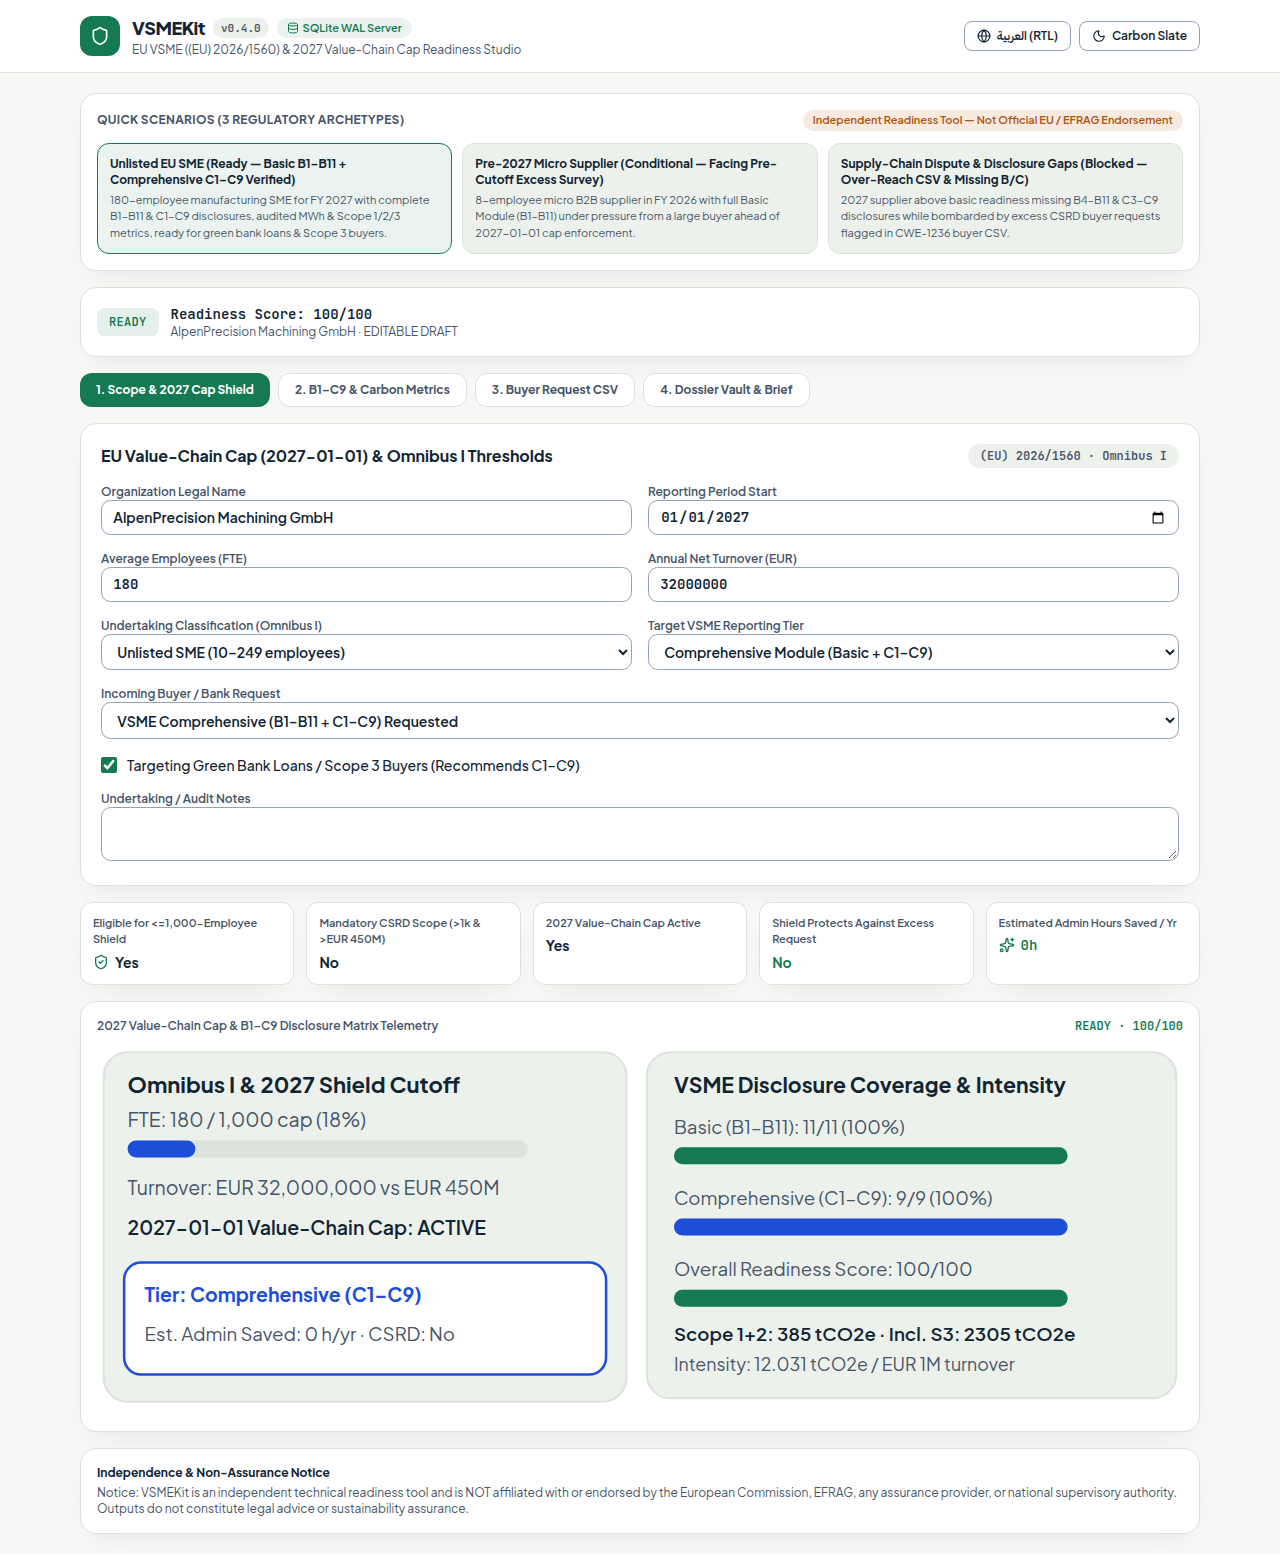 VSMEKit v0.4.0 SQLite WAL Server
EU VSME ((EU) 2026/1560) & 2027 Value-Chain Cap Readiness Studio
العربية (RTL)
Carbon Slate
QUICK SCENARIOS (3 REGULATORY ARCHETYPES)
Independent Readiness Tool — Not Official EU / EFRAG Endorsement
Unlisted EU SME (Ready — Basic B1–B11 +
Comprehensive C1–C9 Verified)
180-employee manufacturing SME for FY 2027 with complete
B1–B11 & C1–C9 disclosures, audited MWh & Scope 1/2/3
metrics, ready for green bank loans & Scope 3 buyers.
Pre-2027 Micro Supplier (Conditional — Facing Pre-
Cutoff Excess Survey)
8-employee micro B2B supplier in FY 2026 with full Basic
Module (B1–B11) under pressure from a large buyer ahead of
2027-01-01 cap enforcement.
Supply-Chain Dispute & Disclosure Gaps (Blocked —
Over-Reach CSV & Missing B/C)
2027 supplier above basic readiness missing B4–B11 & C3–C9
disclosures while bombarded by excess CSRD buyer requests
flagged in CWE-1236 buyer CSV.
READY
Readiness Score: 100/100
AlpenPrecision Machining GmbH · EDITABLE DRAFT
1. Scope & 2027 Cap Shield
2. B1–C9 & Carbon Metrics
3. Buyer Request CSV
4. Dossier Vault & Brief
EU Value-Chain Cap (2027-01-01) & Omnibus I Thresholds
(EU) 2026/1560 · Omnibus I
Organization Legal Name
AlpenPrecision Machining GmbH
Reporting Period Start
01/01/2027
Average Employees (FTE)
180
Annual Net Turnover (EUR)
32000000
Undertaking Classification (Omnibus I)
Unlisted SME (10–249 employees)
Target VSME Reporting Tier
Comprehensive Module (Basic + C1–C9)
Incoming Buyer / Bank Request
VSME Comprehensive (B1–B11 + C1–C9) Requested
Targeting Green Bank Loans / Scope 3 Buyers (Recommends C1–C9)
Undertaking / Audit Notes
Eligible for <=1,000-Employee
Shield
Yes
Mandatory CSRD Scope (>1k &
>EUR 450M)
No
2027 Value-Chain Cap Active
Yes
Shield Protects Against Excess
Request
No
Estimated Admin Hours Saved / Yr
0h
2027 Value-Chain Cap & B1–C9 Disclosure Matrix Telemetry
READY · 100/100
Omnibus I & 2027 Shield Cutoff
FTE: 180 / 1,000 cap (18%)
Turnover: EUR 32,000,000 vs EUR 450M
2027-01-01 Value-Chain Cap: ACTIVE
Tier: Comprehensive (C1–C9)
Est. Admin Saved: 0 h/yr · CSRD: No
VSME Disclosure Coverage & Intensity
Basic (B1–B11): 11/11 (100%)
Comprehensive (C1–C9): 9/9 (100%)
Overall Readiness Score: 100/100
Scope 1+2: 385 tCO2e · Incl. S3: 2305 tCO2e
Intensity: 12.031 tCO2e / EUR 1M turnover
Independence & Non-Assurance Notice
Notice: VSMEKit is an independent technical readiness tool and is NOT affiliated with or endorsed by the European Commission, EFRAG, any assurance provider, or national supervisory authority.
Outputs do not constitute legal advice or sustainability assurance.